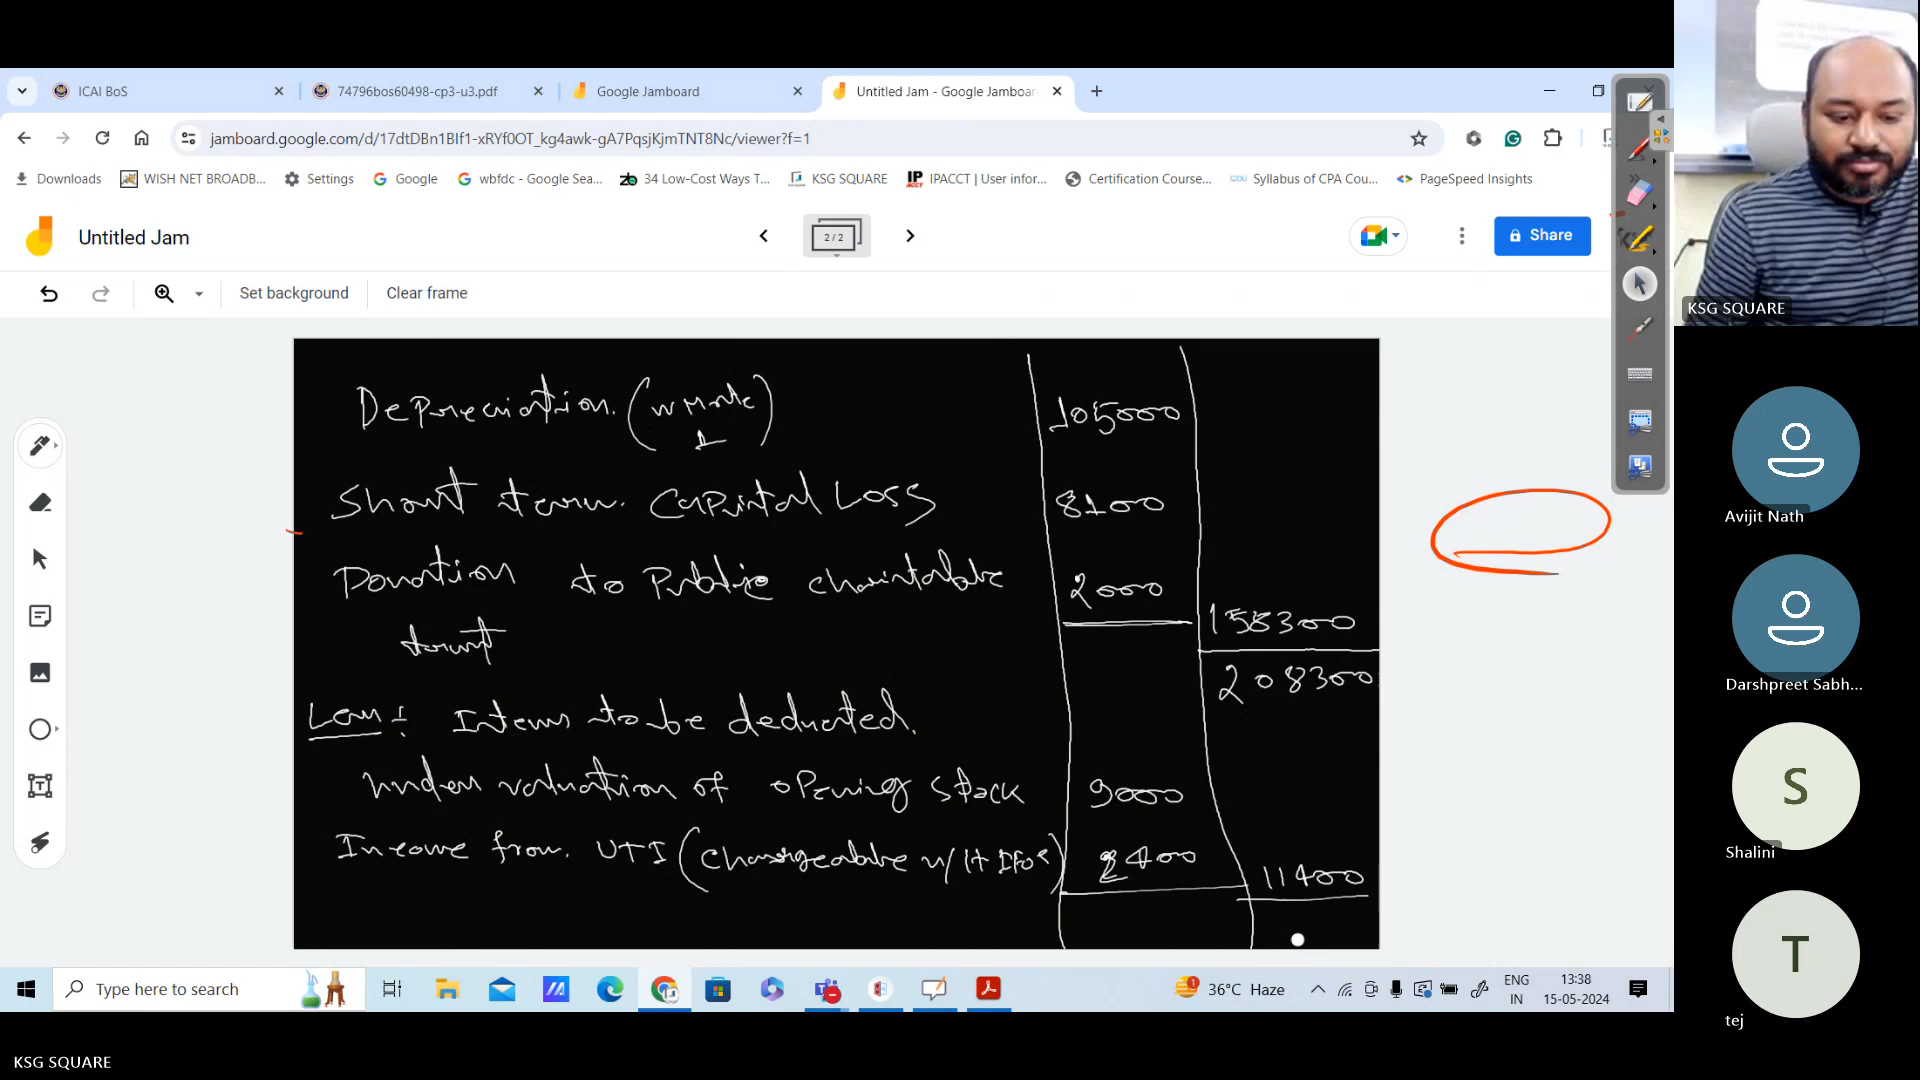 ICAI BoS
74796bos60498-cp3-u3.pdf
Google Jamboard
Untitled Jam - Google Jamboar
jamboard.google.com/d/17dtDBn1BIf1-xRYf0OT_kg4awk-gA7PqsjKjmTNT8Nc/viewer?f=1
Downloads
WISH NET BROADB...
Settings
Google
wbfdc - Google Sea...
34 Low-Cost Ways T...
KSG SQUARE
IPACCT | User infor...
Certification Course...
Syllabus of CPA Cou...
PageSpeed Insights
Untitled Jam
2 / 2
Share
Set background
Clear frame
Depreciation. (W Note 1) 105000
Short term. Capital Loss 8100
Donation to Public charitable 2000
trust
158300
208300
Less: Items to be deducted.
under valuation of opening stock 9000
Income from. UTI (Chargeable u/H IFOS) 2400
11400
KSG SQUARE
Avijit Nath
Darshpreet Sabh...
S
Shalini
T
tej
Type here to search
36°C Haze
ENG
IN
13:38
15-05-2024
KSG SQUARE